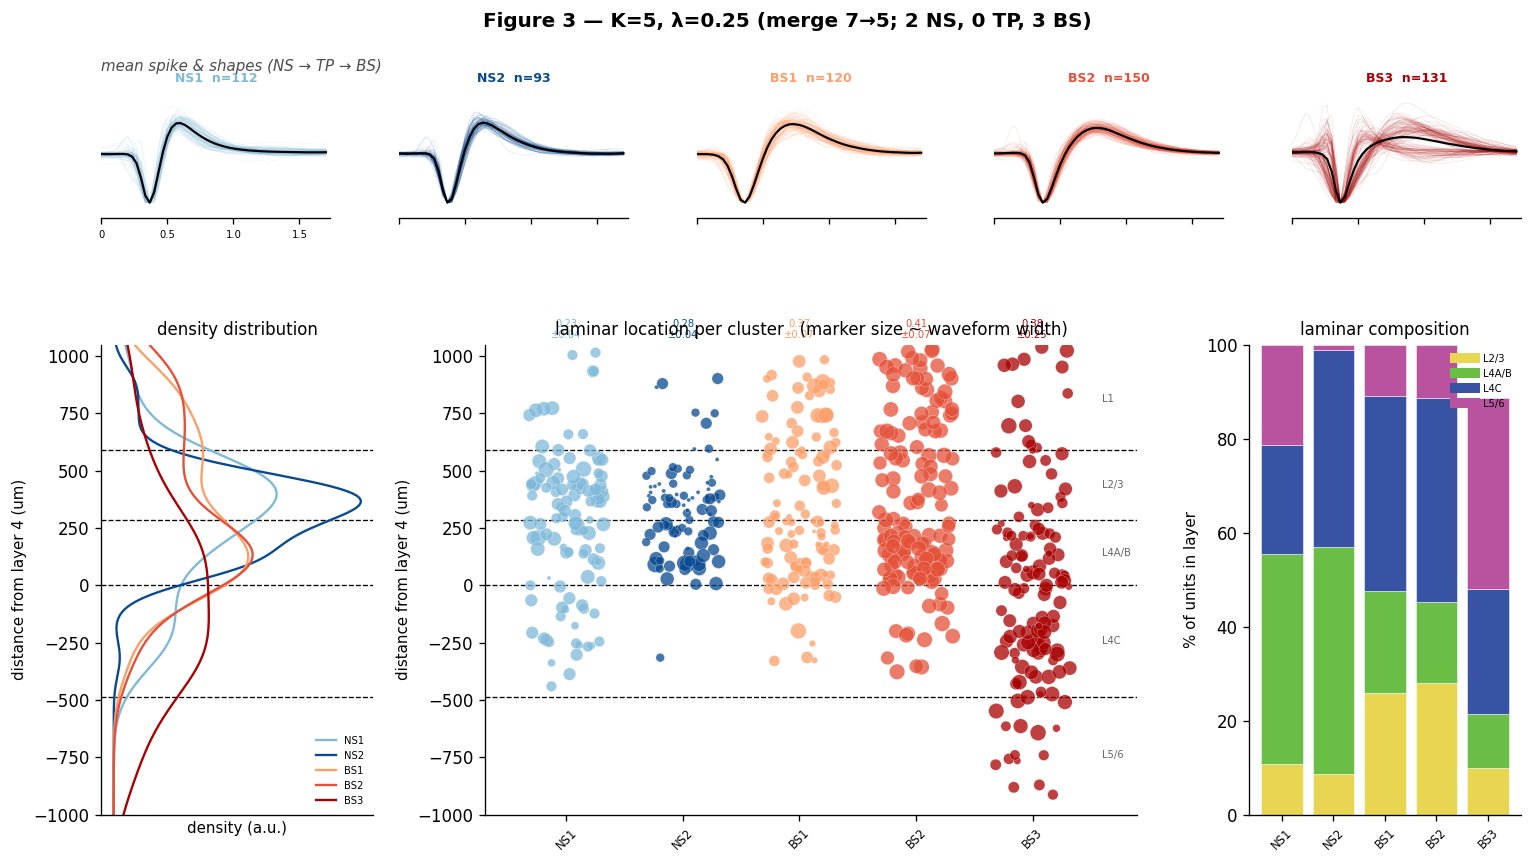 Figure 3 — K=5, λ=0.25 (merge 7→5; 2 NS, 0 TP, 3 BS)
mean spike & shapes (NS → TP → BS)
NS1 n=112
NS2 n=93
BS1 n=120
BS2 n=150
BS3 n=131
0 0.5 1.0 1.5
density distribution
distance from layer 4 (um)
1000
750
500
250
0
−250
−500
−750
−1000
NS1
NS2
BS1
BS2
BS3
density (a.u.)
laminar location per cluster (marker size ~ waveform width)
0.28
±0.04
0.41
±0.07
distance from layer 4 (um)
1000
750
500
250
0
−250
−500
−750
−1000
L1
L2/3
L4A/B
L4C
L5/6
NS1 NS2 BS1 BS2 BS3
laminar composition
% of units in layer
100
80
60
40
20
0
L2/3
L4A/B
L4C
L5/6
NS1 NS2 BS1 BS2 BS3